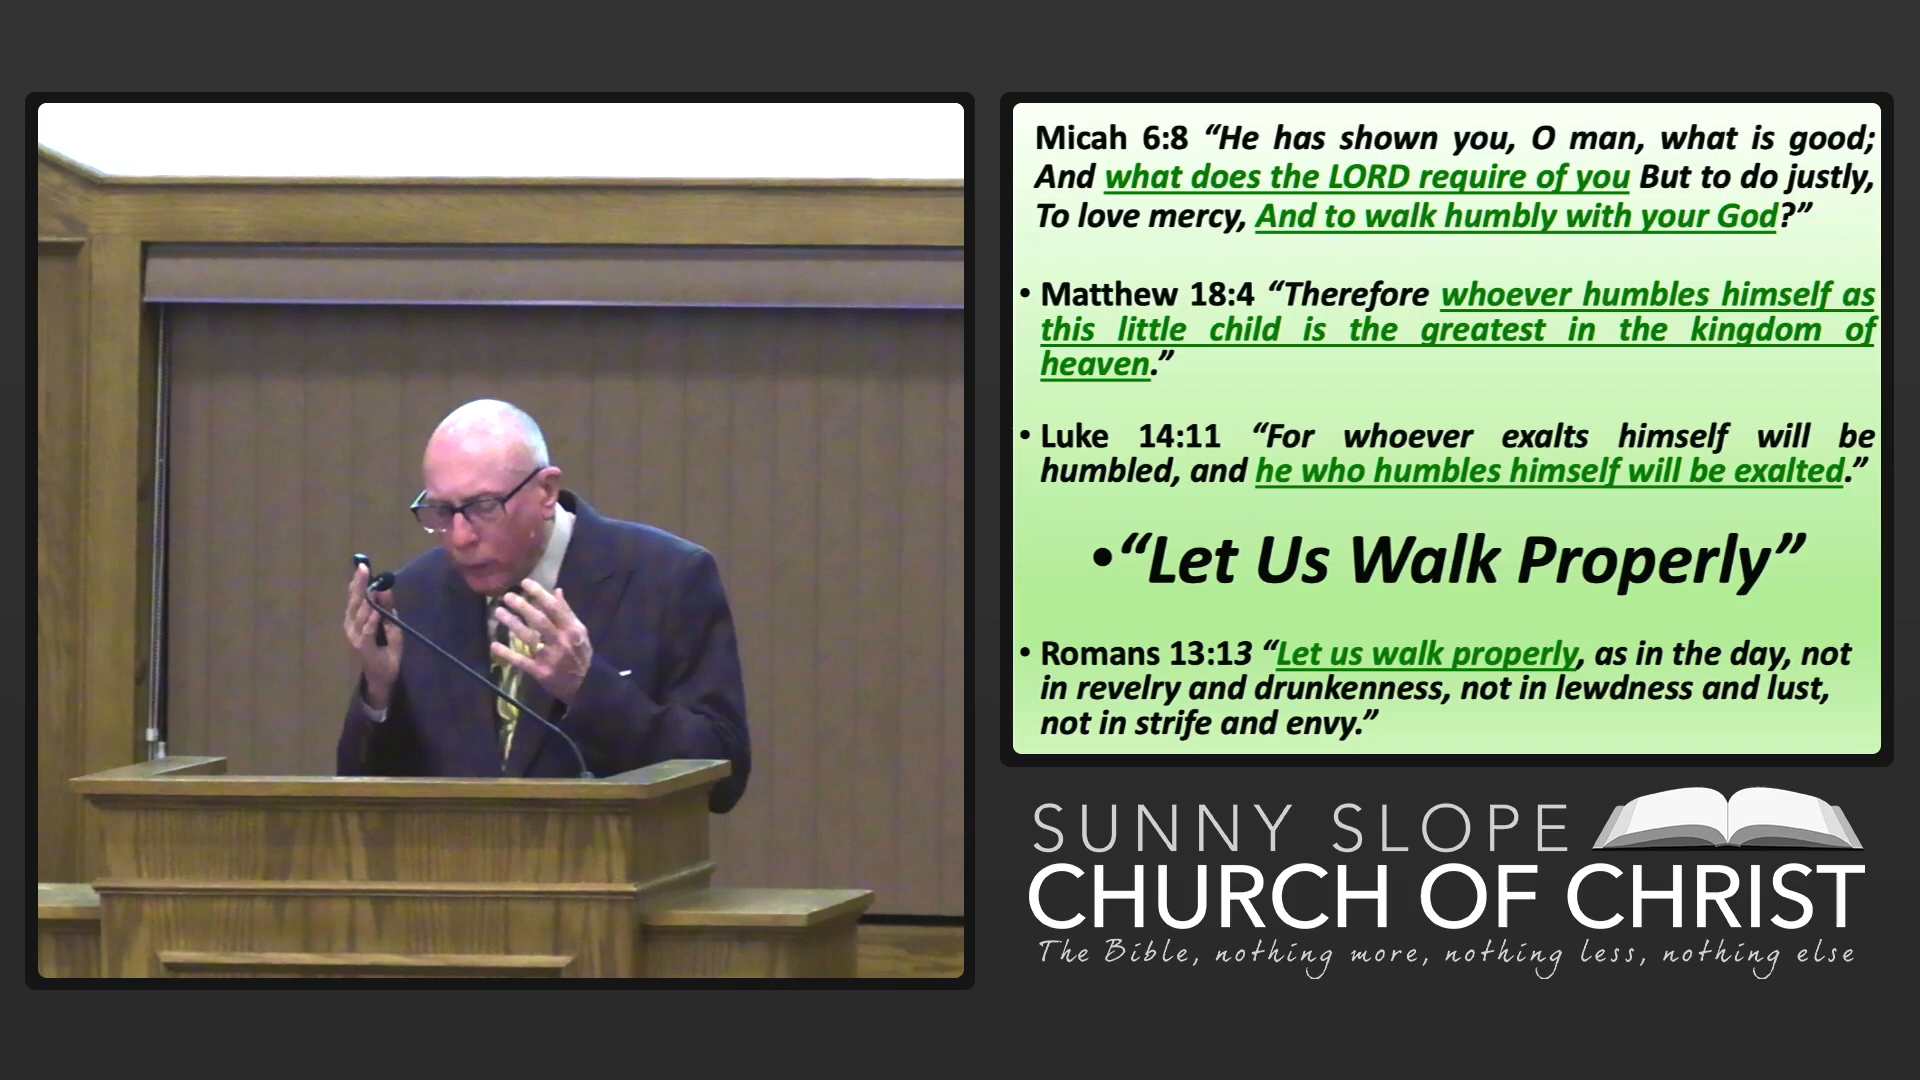 Micah 6:8 “He has shown you, O man, what is good;
And what does the LORD require of you But to do justly,
To love mercy, And to walk humbly with your God?”
• Matthew 18:4 “Therefore whoever humbles himself as
this little child is the greatest in the kingdom of
heaven.”
• Luke 14:11 “For whoever exalts himself will be
humbled, and he who humbles himself will be exalted.”
•“Let Us Walk Properly”
• Romans 13:13 “Let us walk properly, as in the day, not
in revelry and drunkenness, not in lewdness and lust,
not in strife and envy.”
SUNNY SLOPE
CHURCH OF CHRIST
The Bible, nothing more, nothing less, nothing else